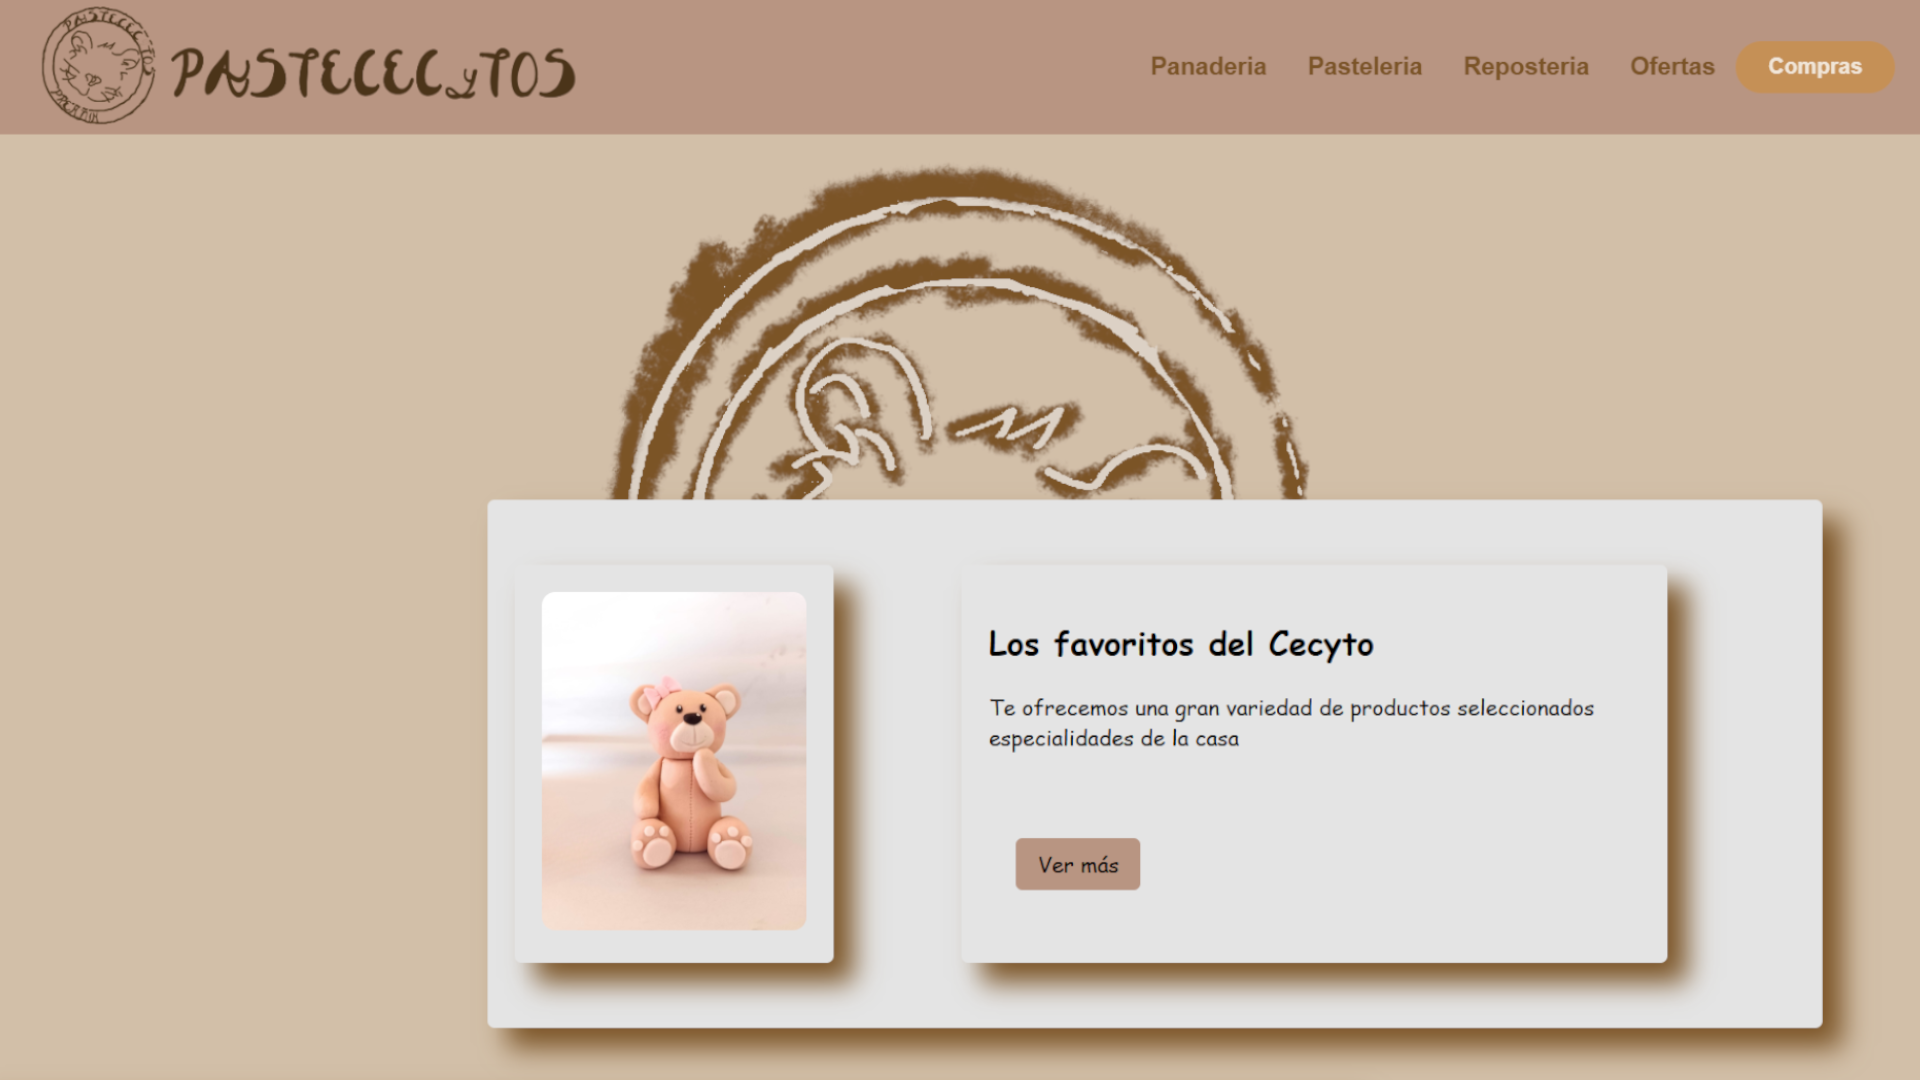 PASTECECyTOS
Panaderia Pasteleria Reposteria Ofertas Compras
Los favoritos del Cecyto
Te ofrecemos una gran variedad de productos seleccionados
especialidades de la casa
Ver más